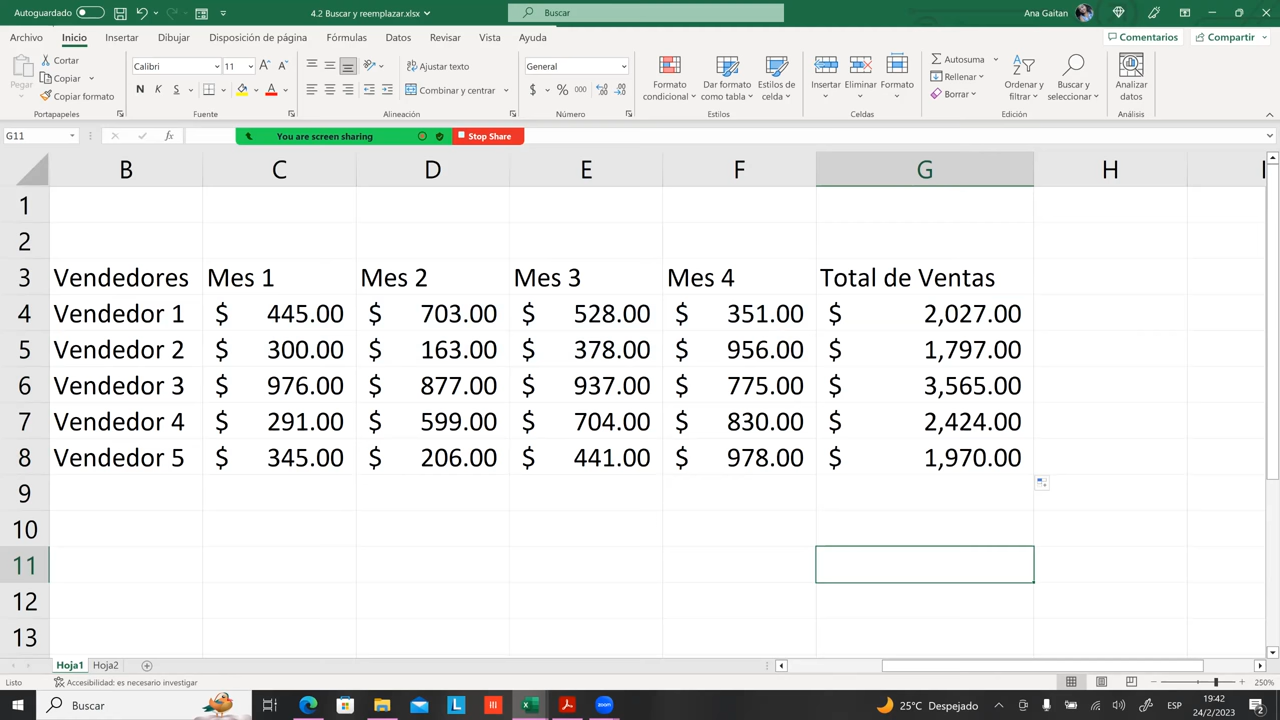 Autoguardado
4.2 Buscar y reemplazar.xlsx
Buscar
Ana Gaitan
Archivo Inicio Insertar Dibujar Disposición de página Fórmulas Datos Revisar Vista Ayuda
Comentarios Compartir
Pegar
Cortar
Copiar
Copiar formato
Portapapeles
Calibri 11
N K S
Fuente
Ajustar texto
Combinar y centrar
Alineación
General
$ % 000
Número
Formato condicional
Dar formato como tabla
Estilos de celda
Estilos
Insertar Eliminar Formato
Celdas
Autosuma
Rellenar
Borrar
Ordenar y filtrar
Buscar y seleccionar
Edición
Analizar datos
Análisis
G11 fx
You are screen sharing Stop Share
B C D E F G H
1
2
3 Vendedores Mes 1 Mes 2 Mes 3 Mes 4 Total de Ventas
4 Vendedor 1 $ 445.00 $ 703.00 $ 528.00 $ 351.00 $ 2,027.00
5 Vendedor 2 $ 300.00 $ 163.00 $ 378.00 $ 956.00 $ 1,797.00
6 Vendedor 3 $ 976.00 $ 877.00 $ 937.00 $ 775.00 $ 3,565.00
7 Vendedor 4 $ 291.00 $ 599.00 $ 704.00 $ 830.00 $ 2,424.00
8 Vendedor 5 $ 345.00 $ 206.00 $ 441.00 $ 978.00 $ 1,970.00
9
10
11
12
13
Hoja1 Hoja2
Listo Accesibilidad: es necesario investigar 250%
Buscar
L
zoom
25°C Despejado
ESP
19:42
24/2/2023
2